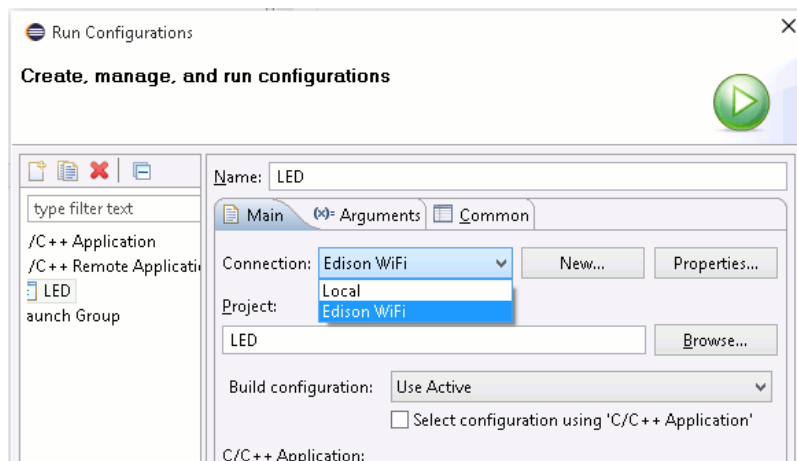 Run Configurations
Create, manage, and run configurations
type filter text
/C++ Application
/C++ Remote Applicati
LED
aunch Group
Name: LED
Main (x)= Arguments Common
Connection: Edison WiFi New... Properties...
Local
Edison WiFi
Project:
LED Browse...
Build configuration: Use Active
Select configuration using 'C/C++ Application'
C/C++ Application: